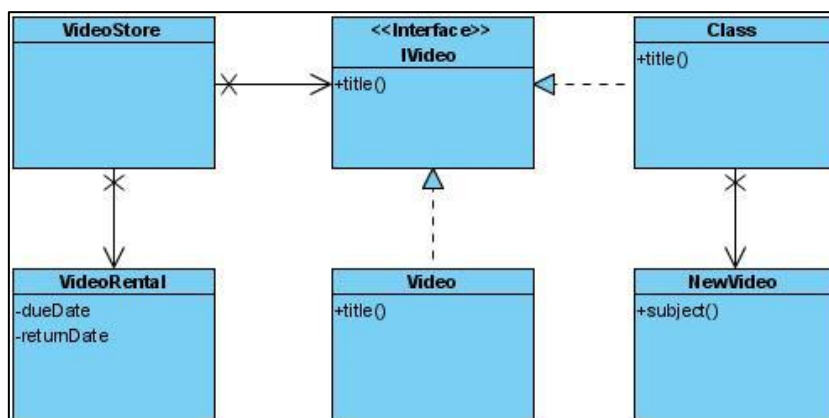 VideoStore
<<Interface>>
IVideo
+title()
Class
+title()
VideoRental
-dueDate
-returnDate
Video
+title()
NewVideo
+subject()